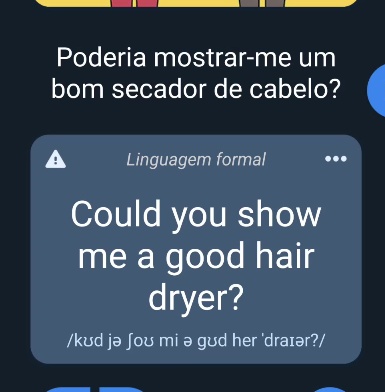 Poderia mostrar-me um
bom secador de cabelo?
Linguagem formal
Could you show
me a good hair
dryer?
/kʊd jə ʃoʊ mi ə gʊd her ˈdraɪər?/